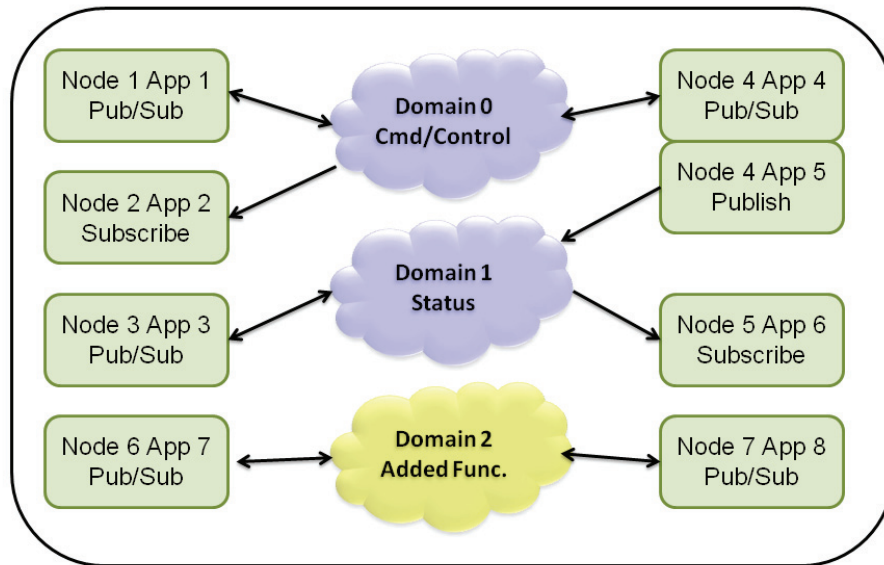 Node 1 App 1
Pub/Sub
Domain 0
Cmd/Control
Node 4 App 4
Pub/Sub
Node 2 App 2
Subscribe
Node 4 App 5
Publish
Domain 1
Status
Node 3 App 3
Pub/Sub
Node 5 App 6
Subscribe
Node 6 App 7
Pub/Sub
Domain 2
Added Func.
Node 7 App 8
Pub/Sub